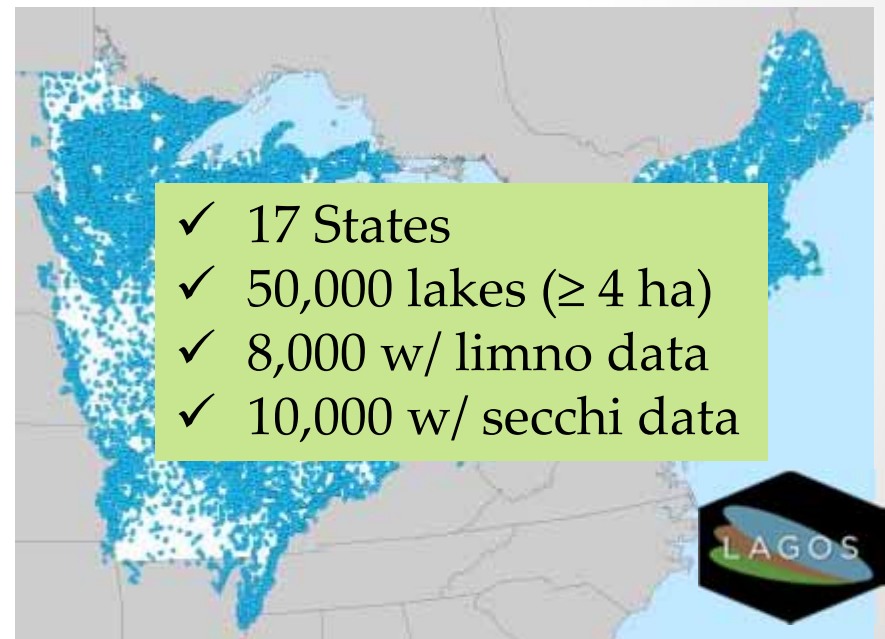 ✓ 17 States
✓ 50,000 lakes (≥ 4 ha)
✓ 8,000 w/ limno data
✓ 10,000 w/ secchi data
LAGOS